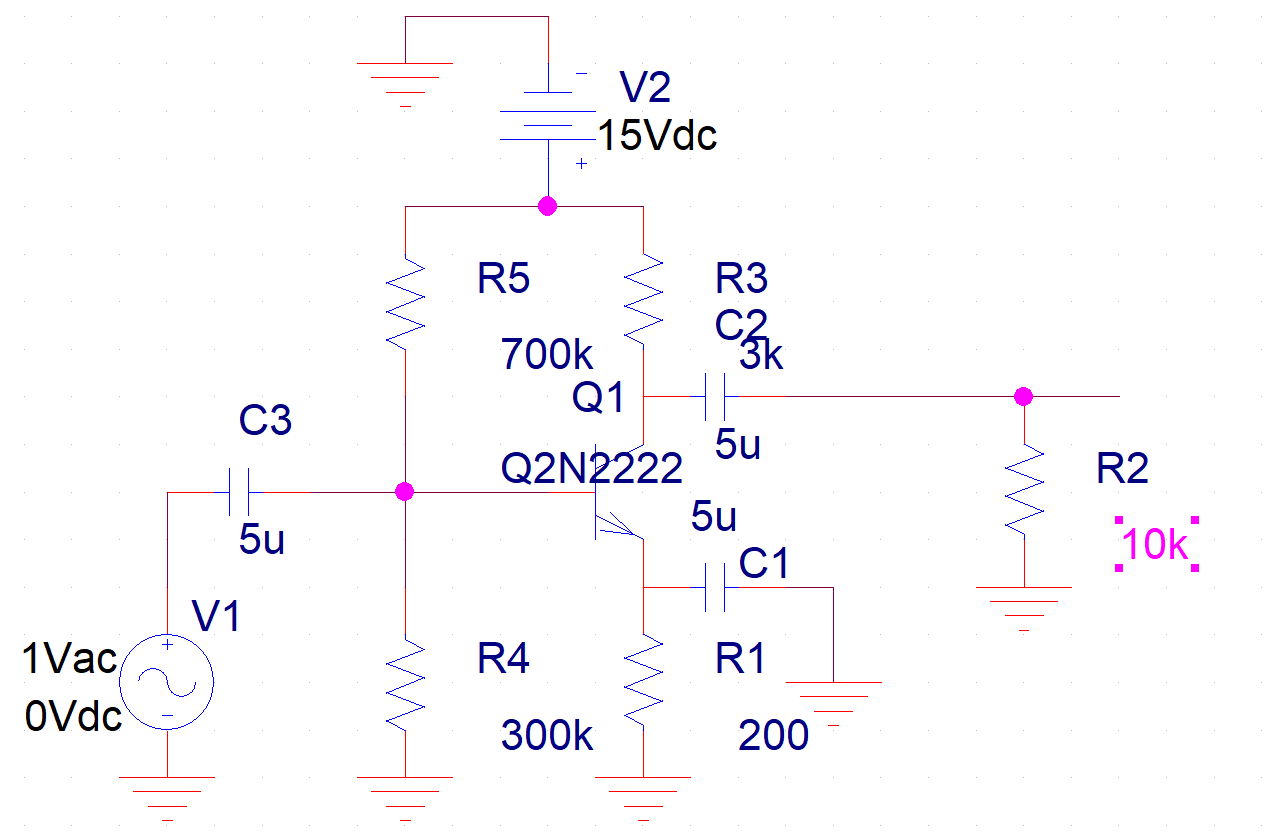 V2
−
15Vdc
+
R5
R3
C2
700k
3k
Q1
C3
5u
Q2N2222
R2
5u
5u
10k
C1
V1
+
1Vac
R4
R1
0Vdc
−
300k
200